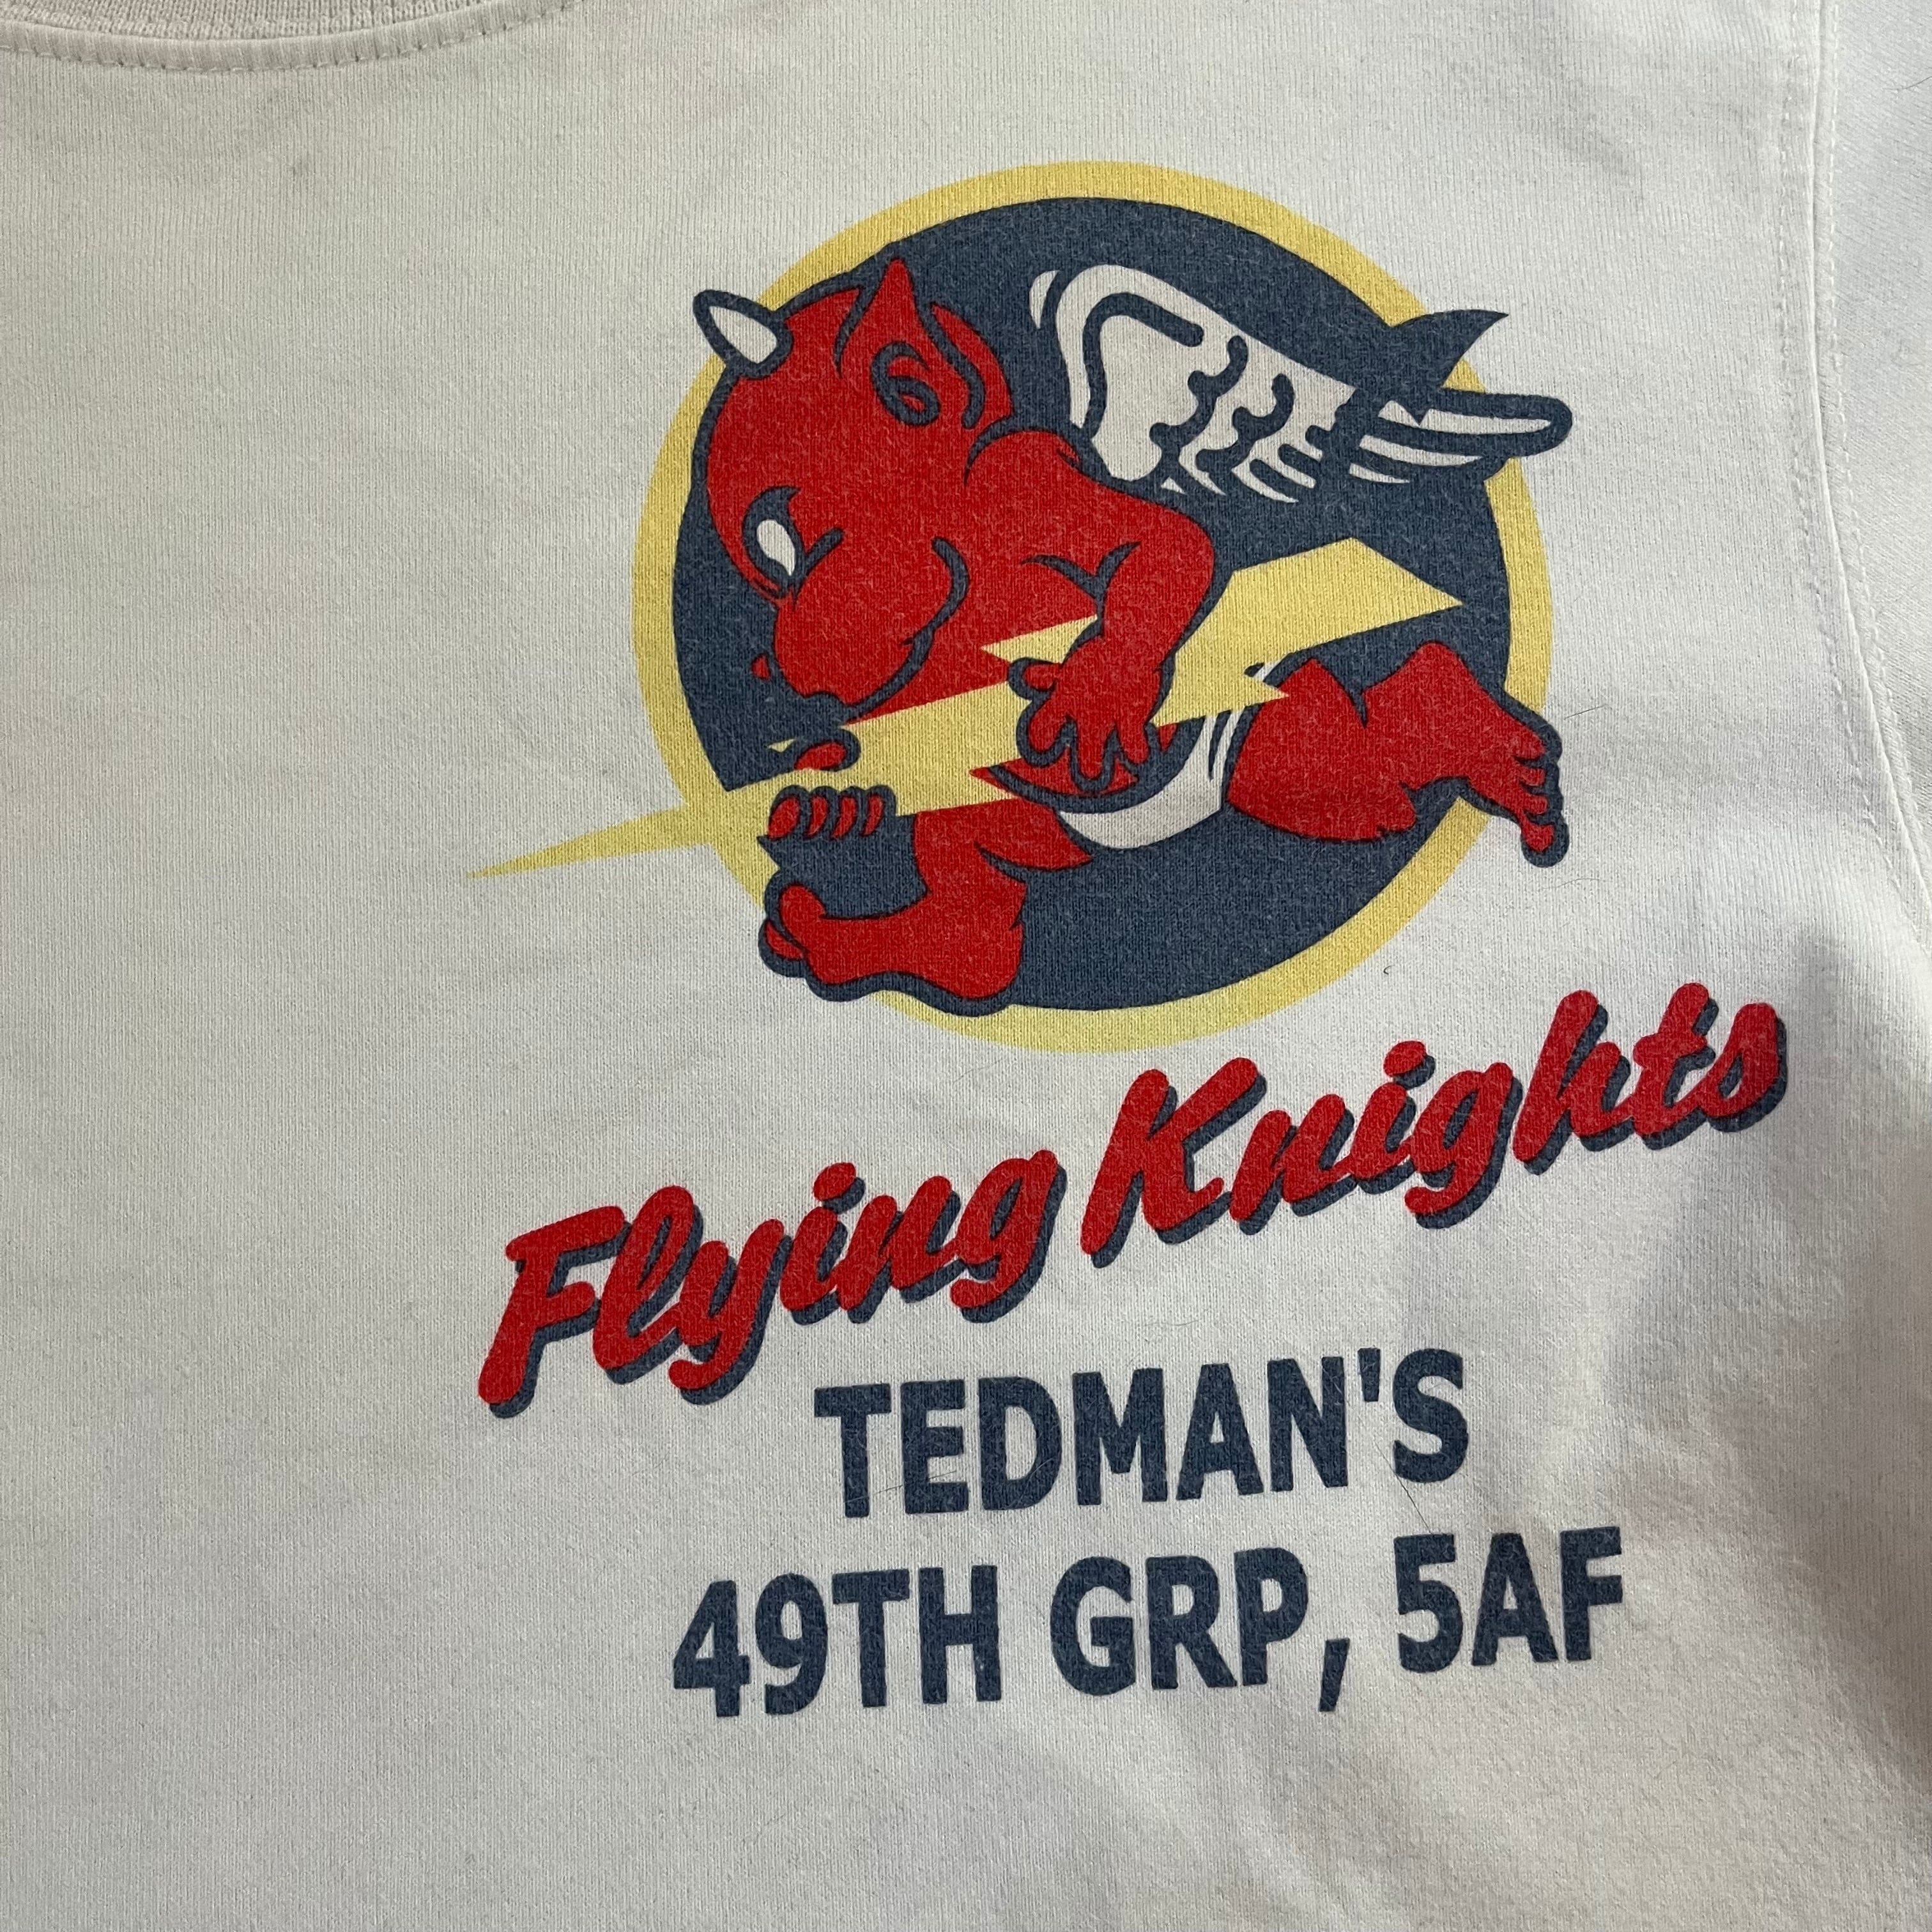 Flying Knights
TEDMAN'S
49TH GRP, 5AF